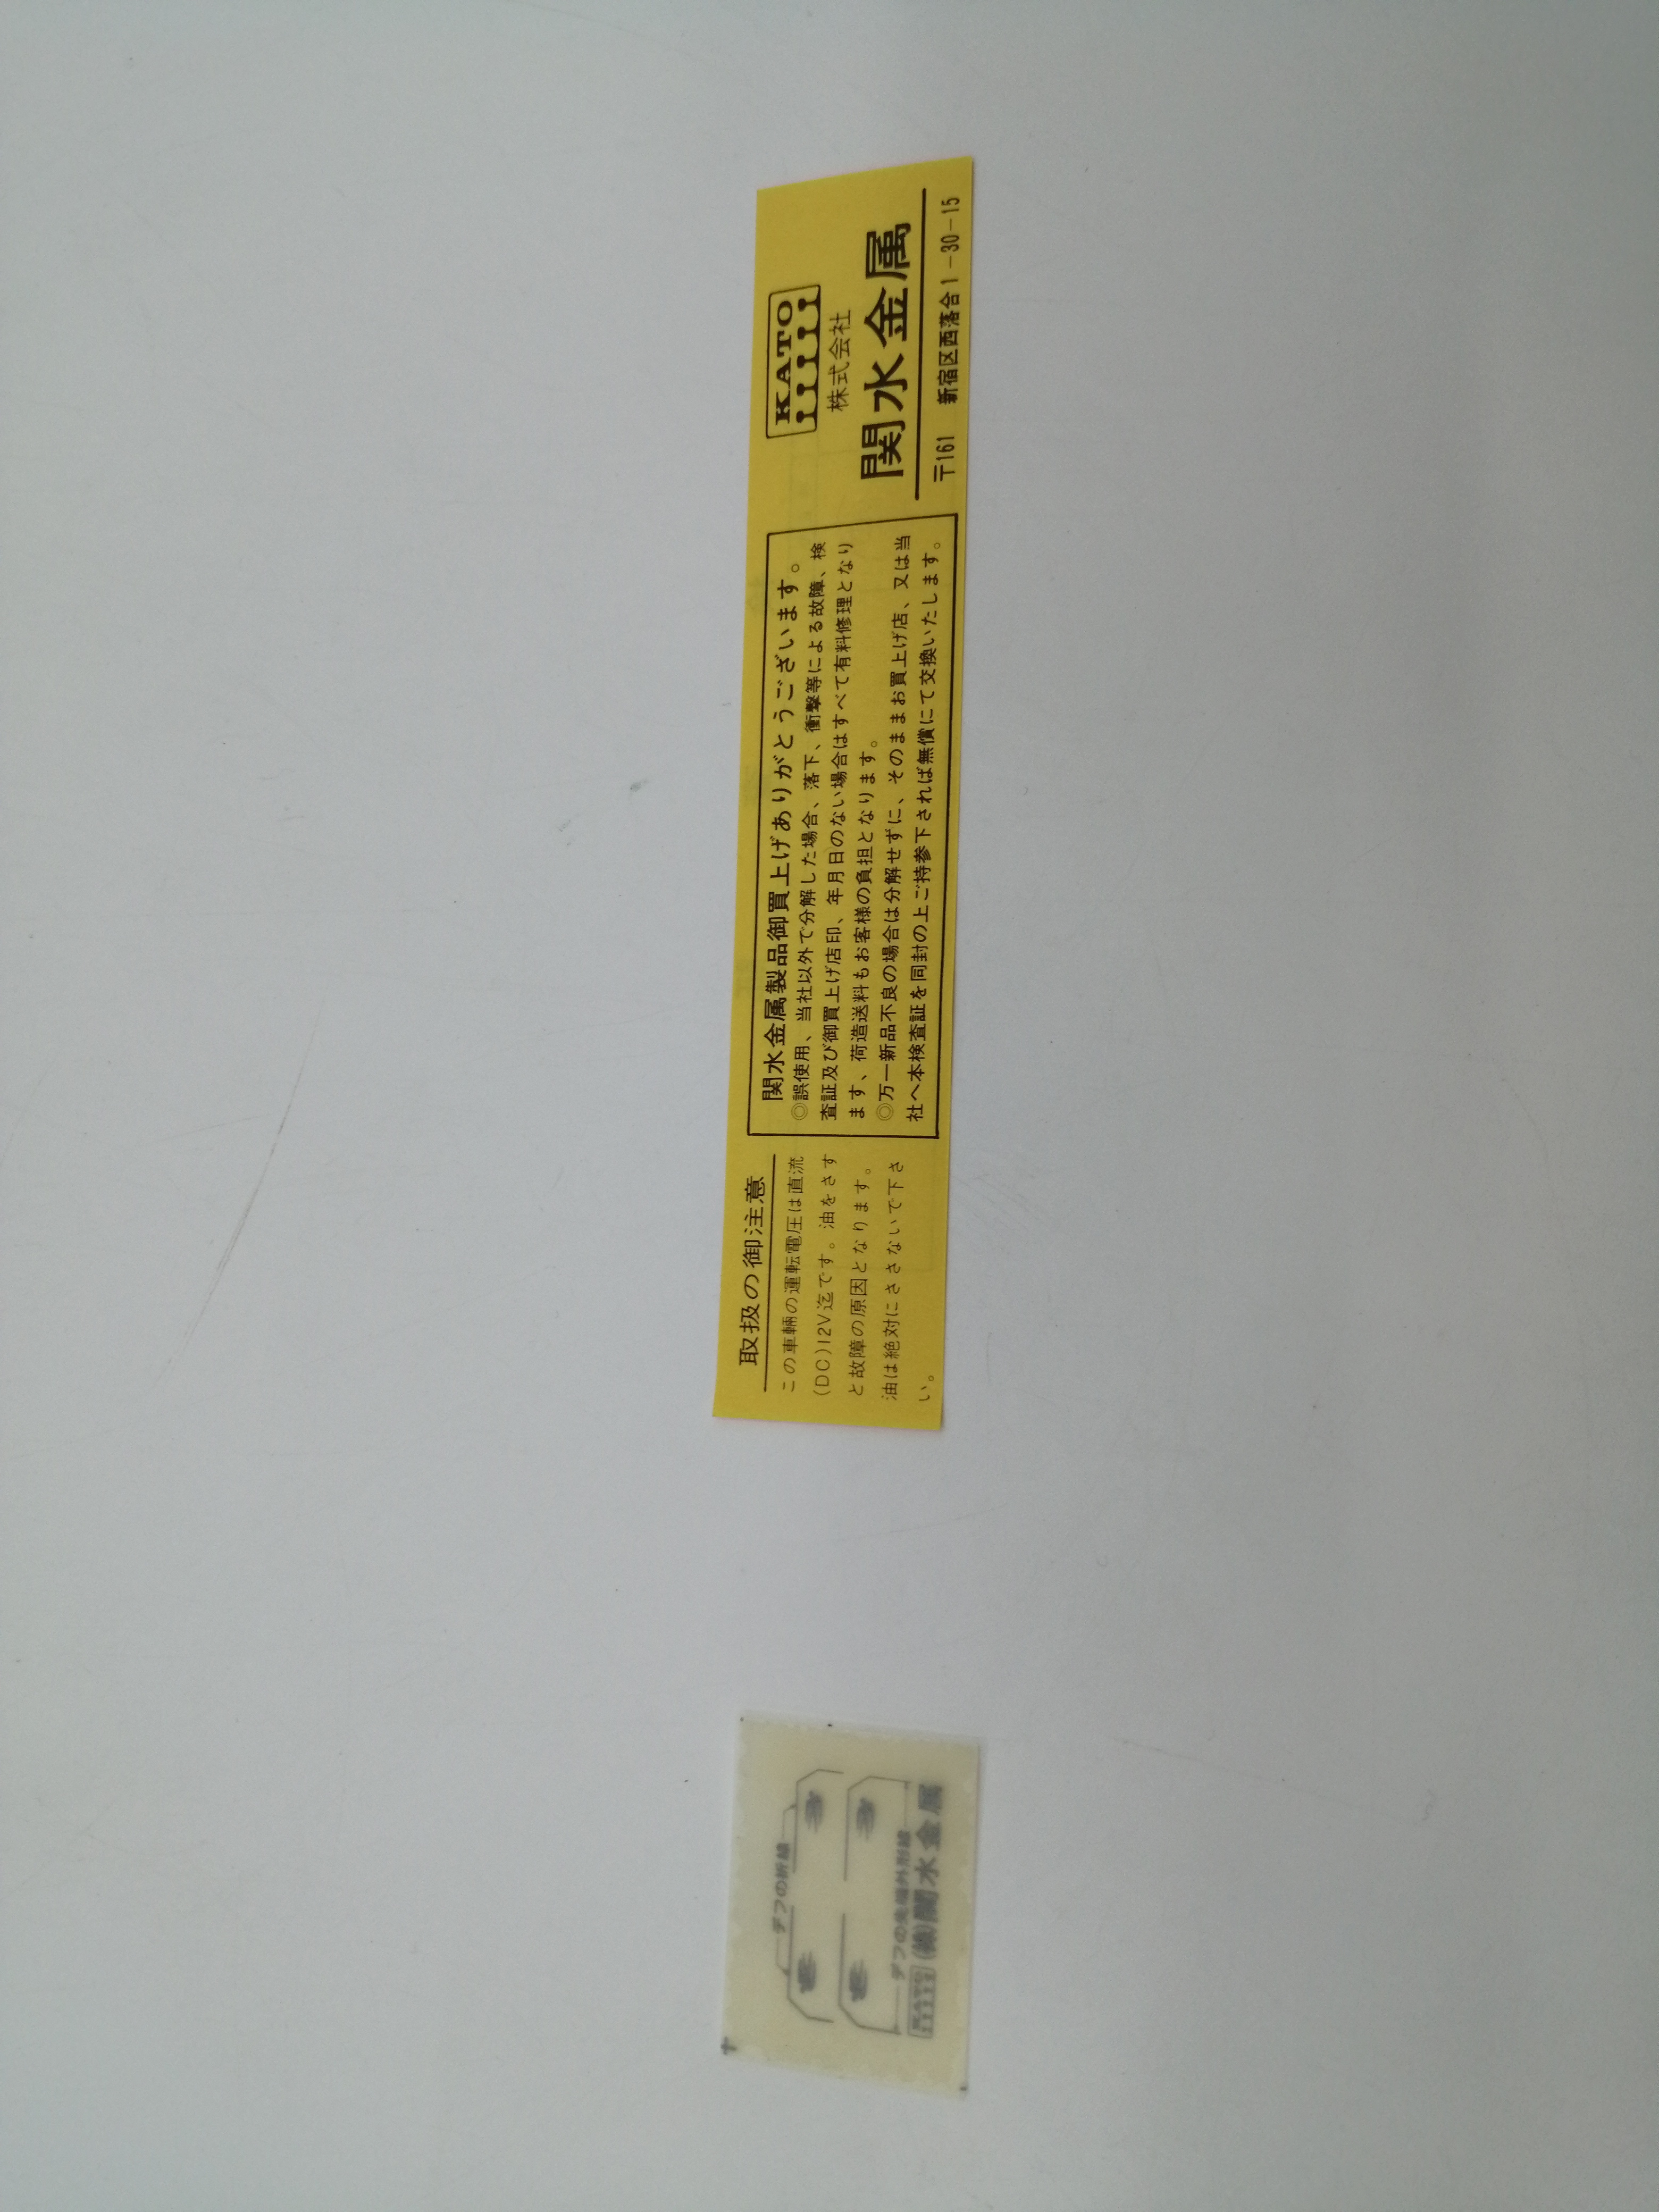 取扱の御注意
この車輛の運転電圧は直流
(DC)12V迄です。油をさす
と故障の原因となります。
油は絶対にささないで下さ
い。
関水金属製品御買上げありがとうございます。
◎誤使用、当社以外で分解した場合、落下、衝撃等による故障、検
査証及び御買上げ店印、年月日のない場合はすべて有料修理となり
ます、荷造送料もお客様の負担となります。
◎万一新品不良の場合は分解せずに、そのままお買上げ店、又は当
社へ本検査証を同封の上ご持参下されば無償にて交換いたします。
KATO
株式会社
関水金属
〒161 新宿区西落合1-30-15
デフの折線
デフの先端外形線
KATO (株)関水金属